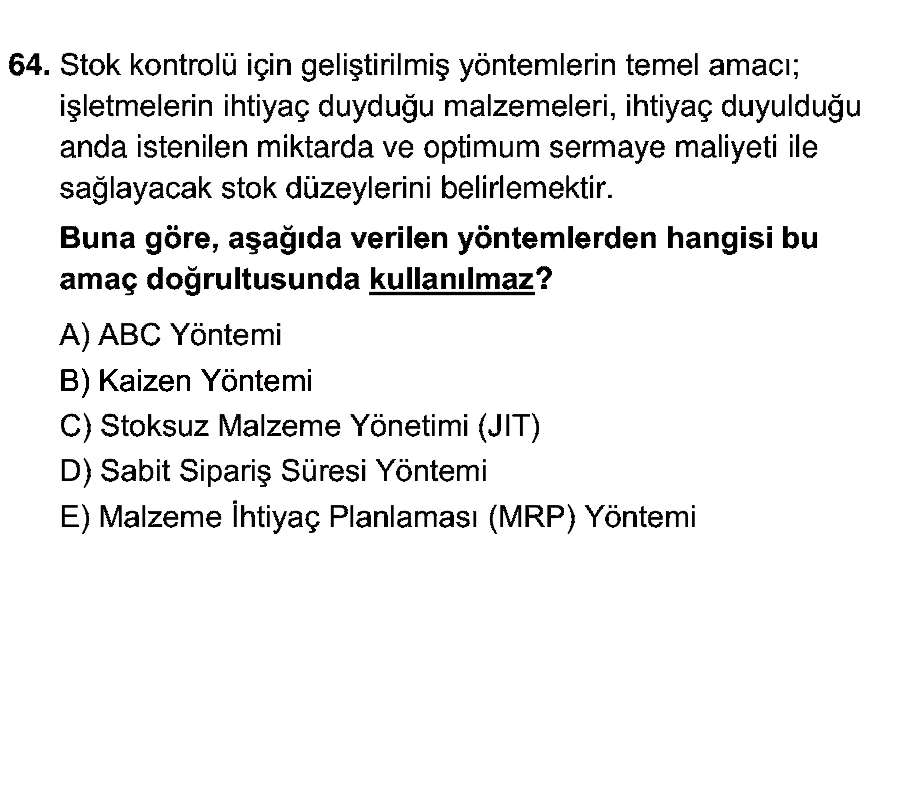 64. Stok kontrolü için geliştirilmiş yöntemlerin temel amacı;
işletmelerin ihtiyaç duyduğu malzemeleri, ihtiyaç duyulduğu
anda istenilen miktarda ve optimum sermaye maliyeti ile
sağlayacak stok düzeylerini belirlemektir.
Buna göre, aşağıda verilen yöntemlerden hangisi bu
amaç doğrultusunda kullanılmaz?
A) ABC Yöntemi
B) Kaizen Yöntemi
C) Stoksuz Malzeme Yönetimi (JIT)
D) Sabit Sipariş Süresi Yöntemi
E) Malzeme İhtiyaç Planlaması (MRP) Yöntemi